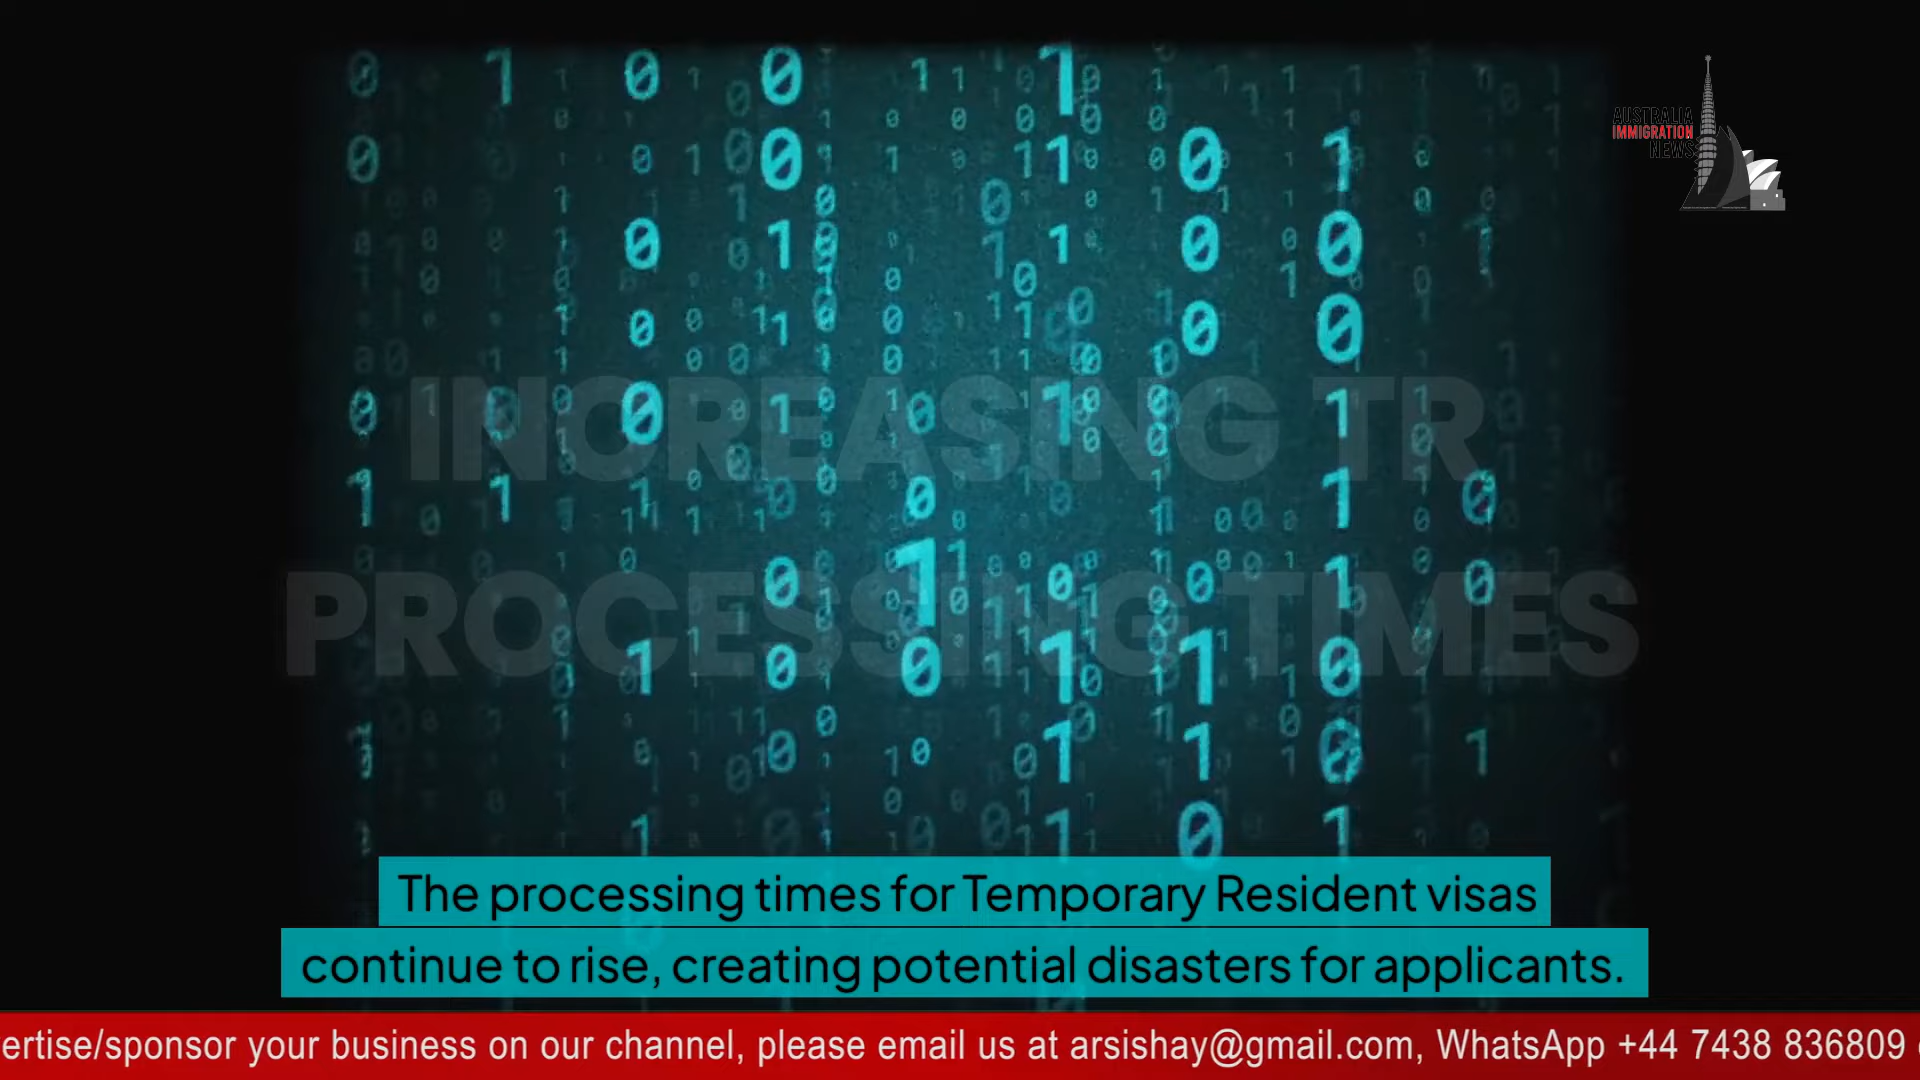 AUSTRALIA
IMMIGRATION
NEWS
INCREASING TR
PROCESSING TIMES
The processing times for Temporary Resident visas
continue to rise, creating potential disasters for applicants.
ertise/sponsor your business on our channel, please email us at arsishay@gmail.com, WhatsApp +44 7438 836809